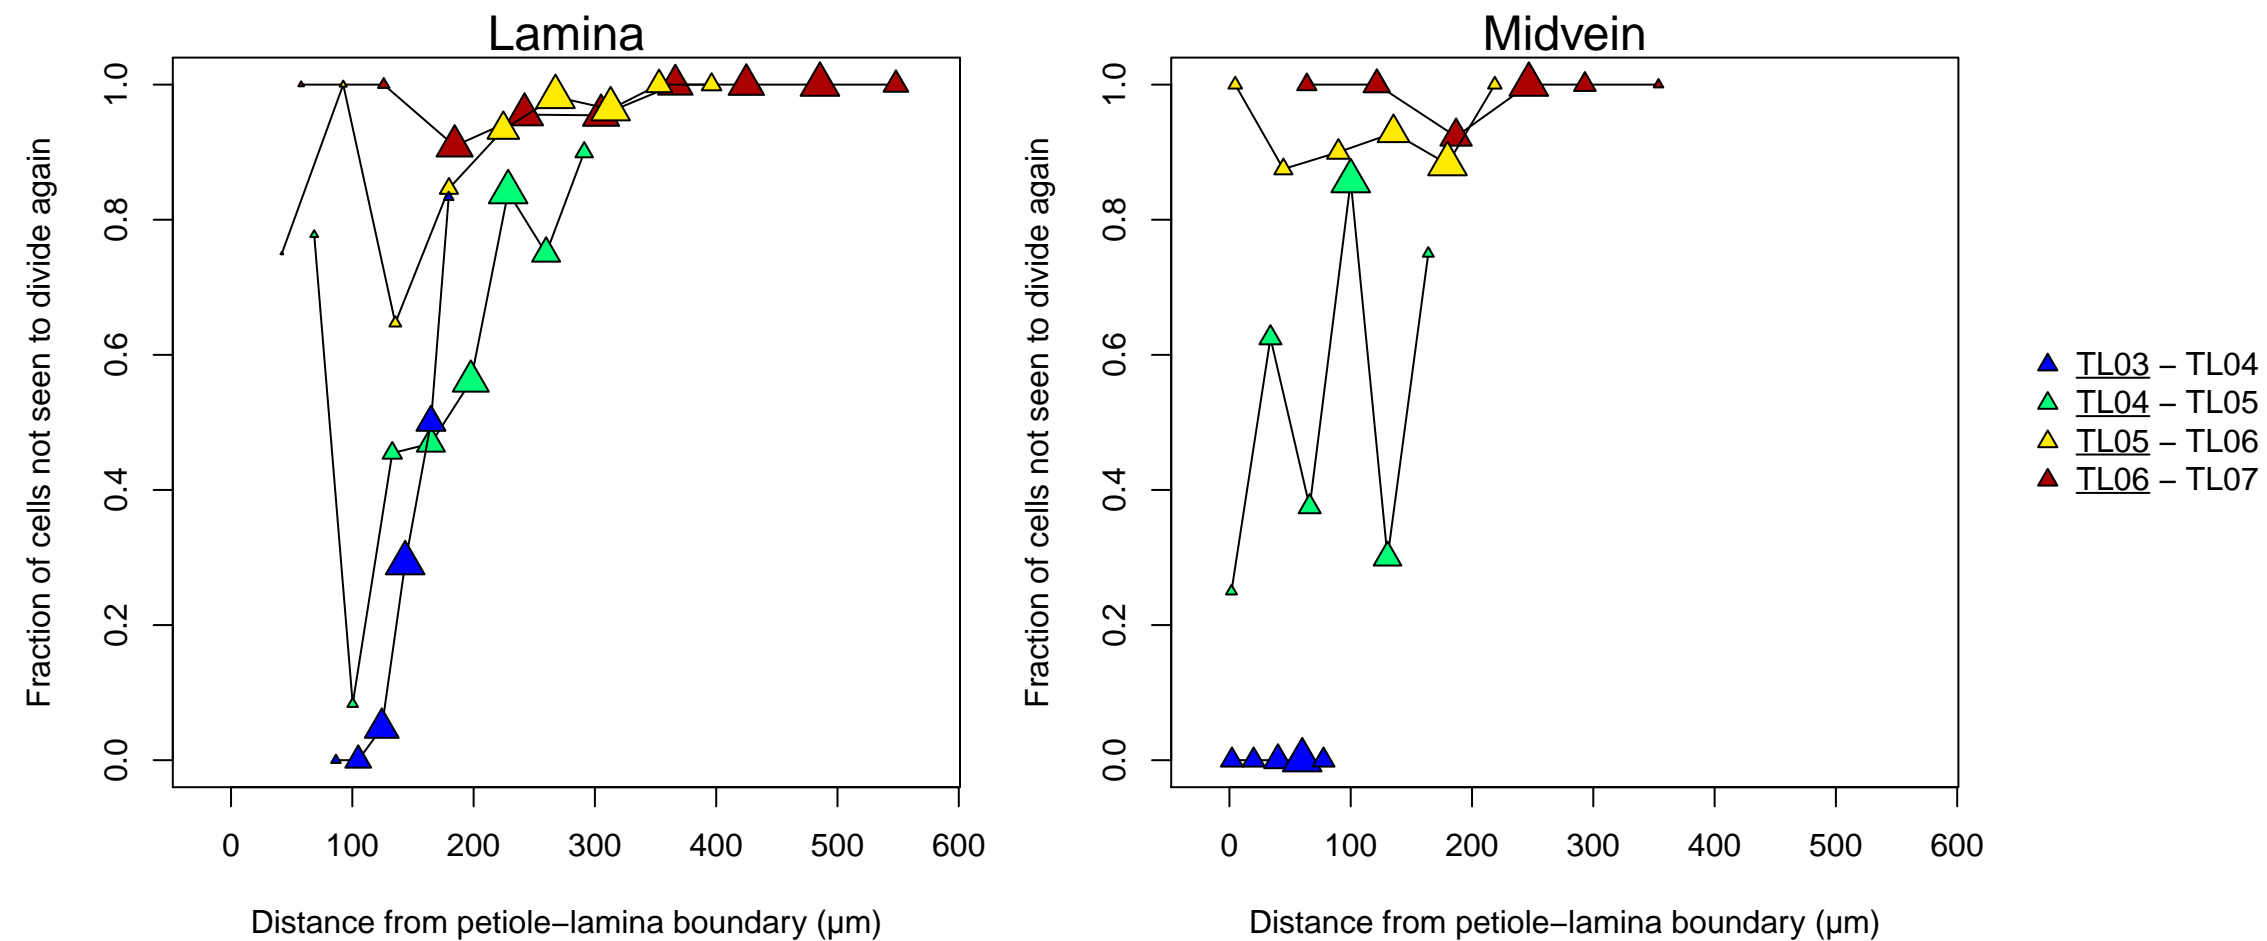 Lamina
Fraction of cells not seen to divide again
1.0
0.8
0.6
0.4
0.2
0.0
0 100 200 300 400 500 600
Distance from petiole−lamina boundary (µm)
Midvein
Fraction of cells not seen to divide again
1.0
0.8
0.6
0.4
0.2
0.0
0 100 200 300 400 500 600
Distance from petiole−lamina boundary (µm)
TL03 − TL04
TL04 − TL05
TL05 − TL06
TL06 − TL07